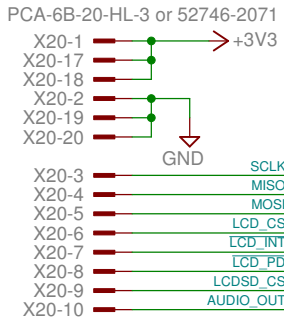 PCA-6B-20-HL-3 or 52746-2071
X20-1
+3V3
X20-17
X20-18
X20-2
X20-19
X20-20
GND
X20-3 SCLK
X20-4 MISO
X20-5 MOSI
X20-6 LCD_CS
X20-7 LCD_INT
X20-8 LCD_PD
X20-9 LCDSD_CS
X20-10 AUDIO_OUT